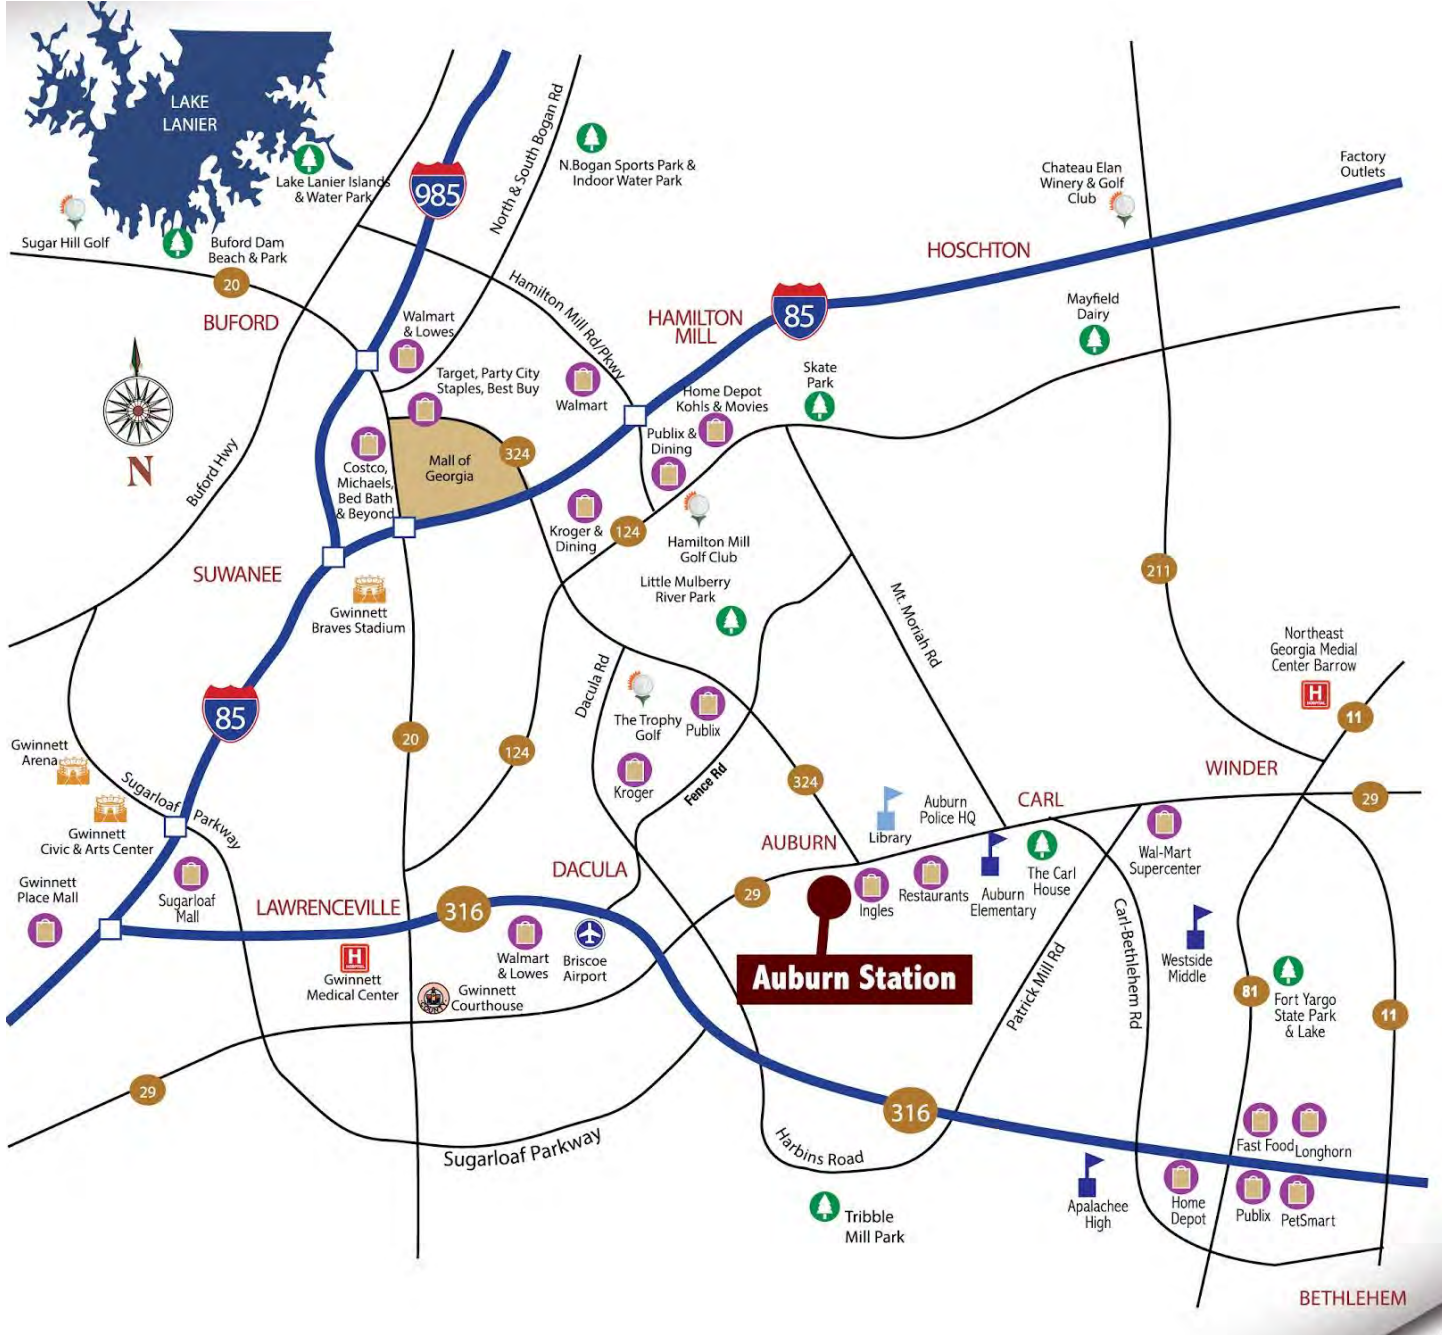 LAKE
LANIER
985
North & South Bogan Rd
N.Bogan Sports Park &
Indoor Water Park
Lake Lanier Islands
& Water Park
Sugar Hill Golf
Buford Dam
Beach & Park
20
BUFORD
Chateau Elan
Winery & Golf
Club
Factory
Outlets
HOSCHTON
Hamilton Mill Rd/Pkwy
HAMILTON
MILL
85
Mayfield
Dairy
Walmart
& Lowes
Target, Party City
Staples, Best Buy
Walmart
Home Depot
Kohls & Movies
Skate
Park
Publix &
Dining
N
Buford Hwy
Costco,
Michaels,
Bed Bath
& Beyond
Mall of
Georgia
324
Kroger &
Dining
124
Hamilton Mill
Golf Club
SUWANEE
Gwinnett
Braves Stadium
Little Mulberry
River Park
Mt. Moriah Rd
211
Northeast
Georgia Medial
Center Barrow
H
HOSPITAL
11
85
Dacula Rd
The Trophy
Golf
Publix
Kroger
Fence Rd
20
124
324
Gwinnett
Arena
Sugarloaf Parkway
Gwinnett
Civic & Arts Center
Gwinnett
Place Mall
Sugarloaf
Mall
WINDER
29
CARL
Auburn
Police HQ
Library
AUBURN
Wal-Mart
Supercenter
The Carl
House
Restaurants
Auburn
Elementary
Ingles
29
DACULA
LAWRENCEVILLE
316
Walmart
& Lowes
Briscoe
Airport
H
HOSPITAL
Gwinnett
Medical Center
COUNTY
Gwinnett
Courthouse
Auburn Station
Patrick Mill Rd
Carl-Bethlehem Rd
Westside
Middle
81
Fort Yargo
State Park
& Lake
11
29
Sugarloaf Parkway
316
Harbins Road
Tribble
Mill Park
Apalachee
High
Fast Food
Longhorn
Home
Depot
Publix
PetSmart
BETHLEHEM